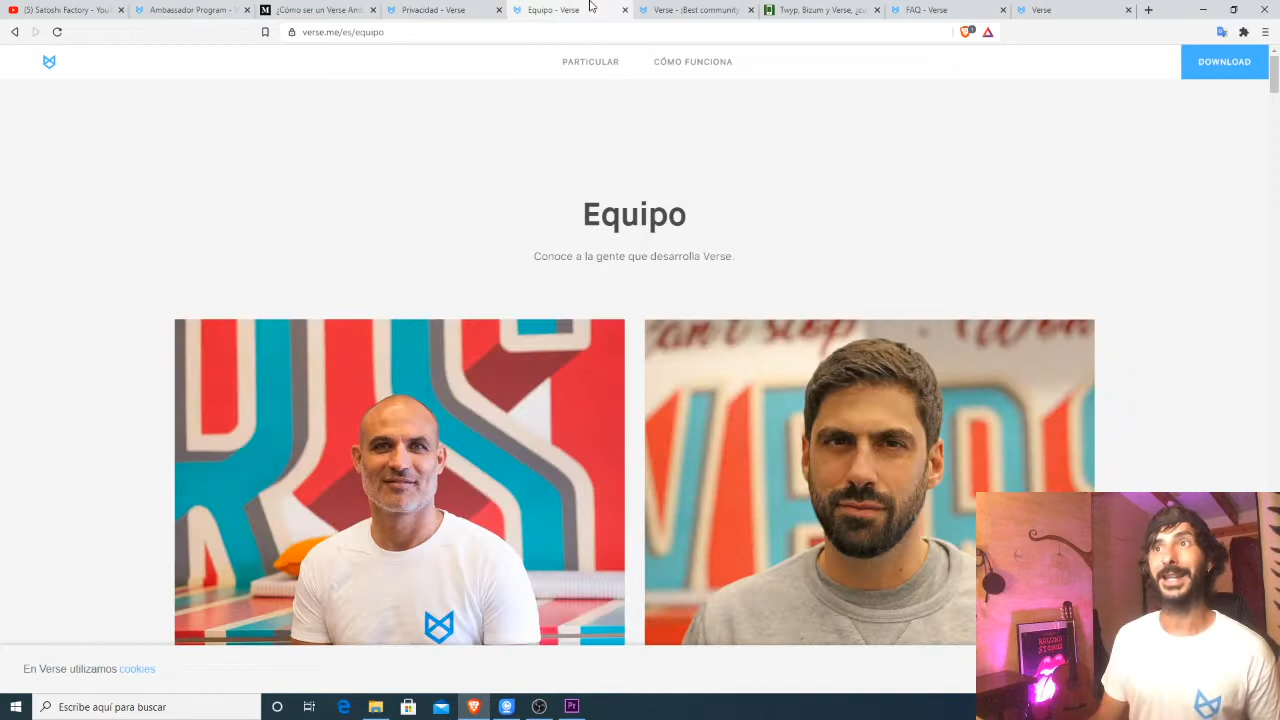 (5) Satoshi Factory - YouT
Ambassador Program - V
¿Cómo ser un Verse Amb
Privacidad - Verse
Equipo - Verse
Verse - ¡Best community
Twyp, Bizum y Verse, ¿cu
FAQ - Verse
Verse
verse.me/es/equipo
PARTICULAR
CÓMO FUNCIONA
DOWNLOAD
Equipo
Conoce a la gente que desarrolla Verse.
En Verse utilizamos cookies
Escribe aquí para buscar